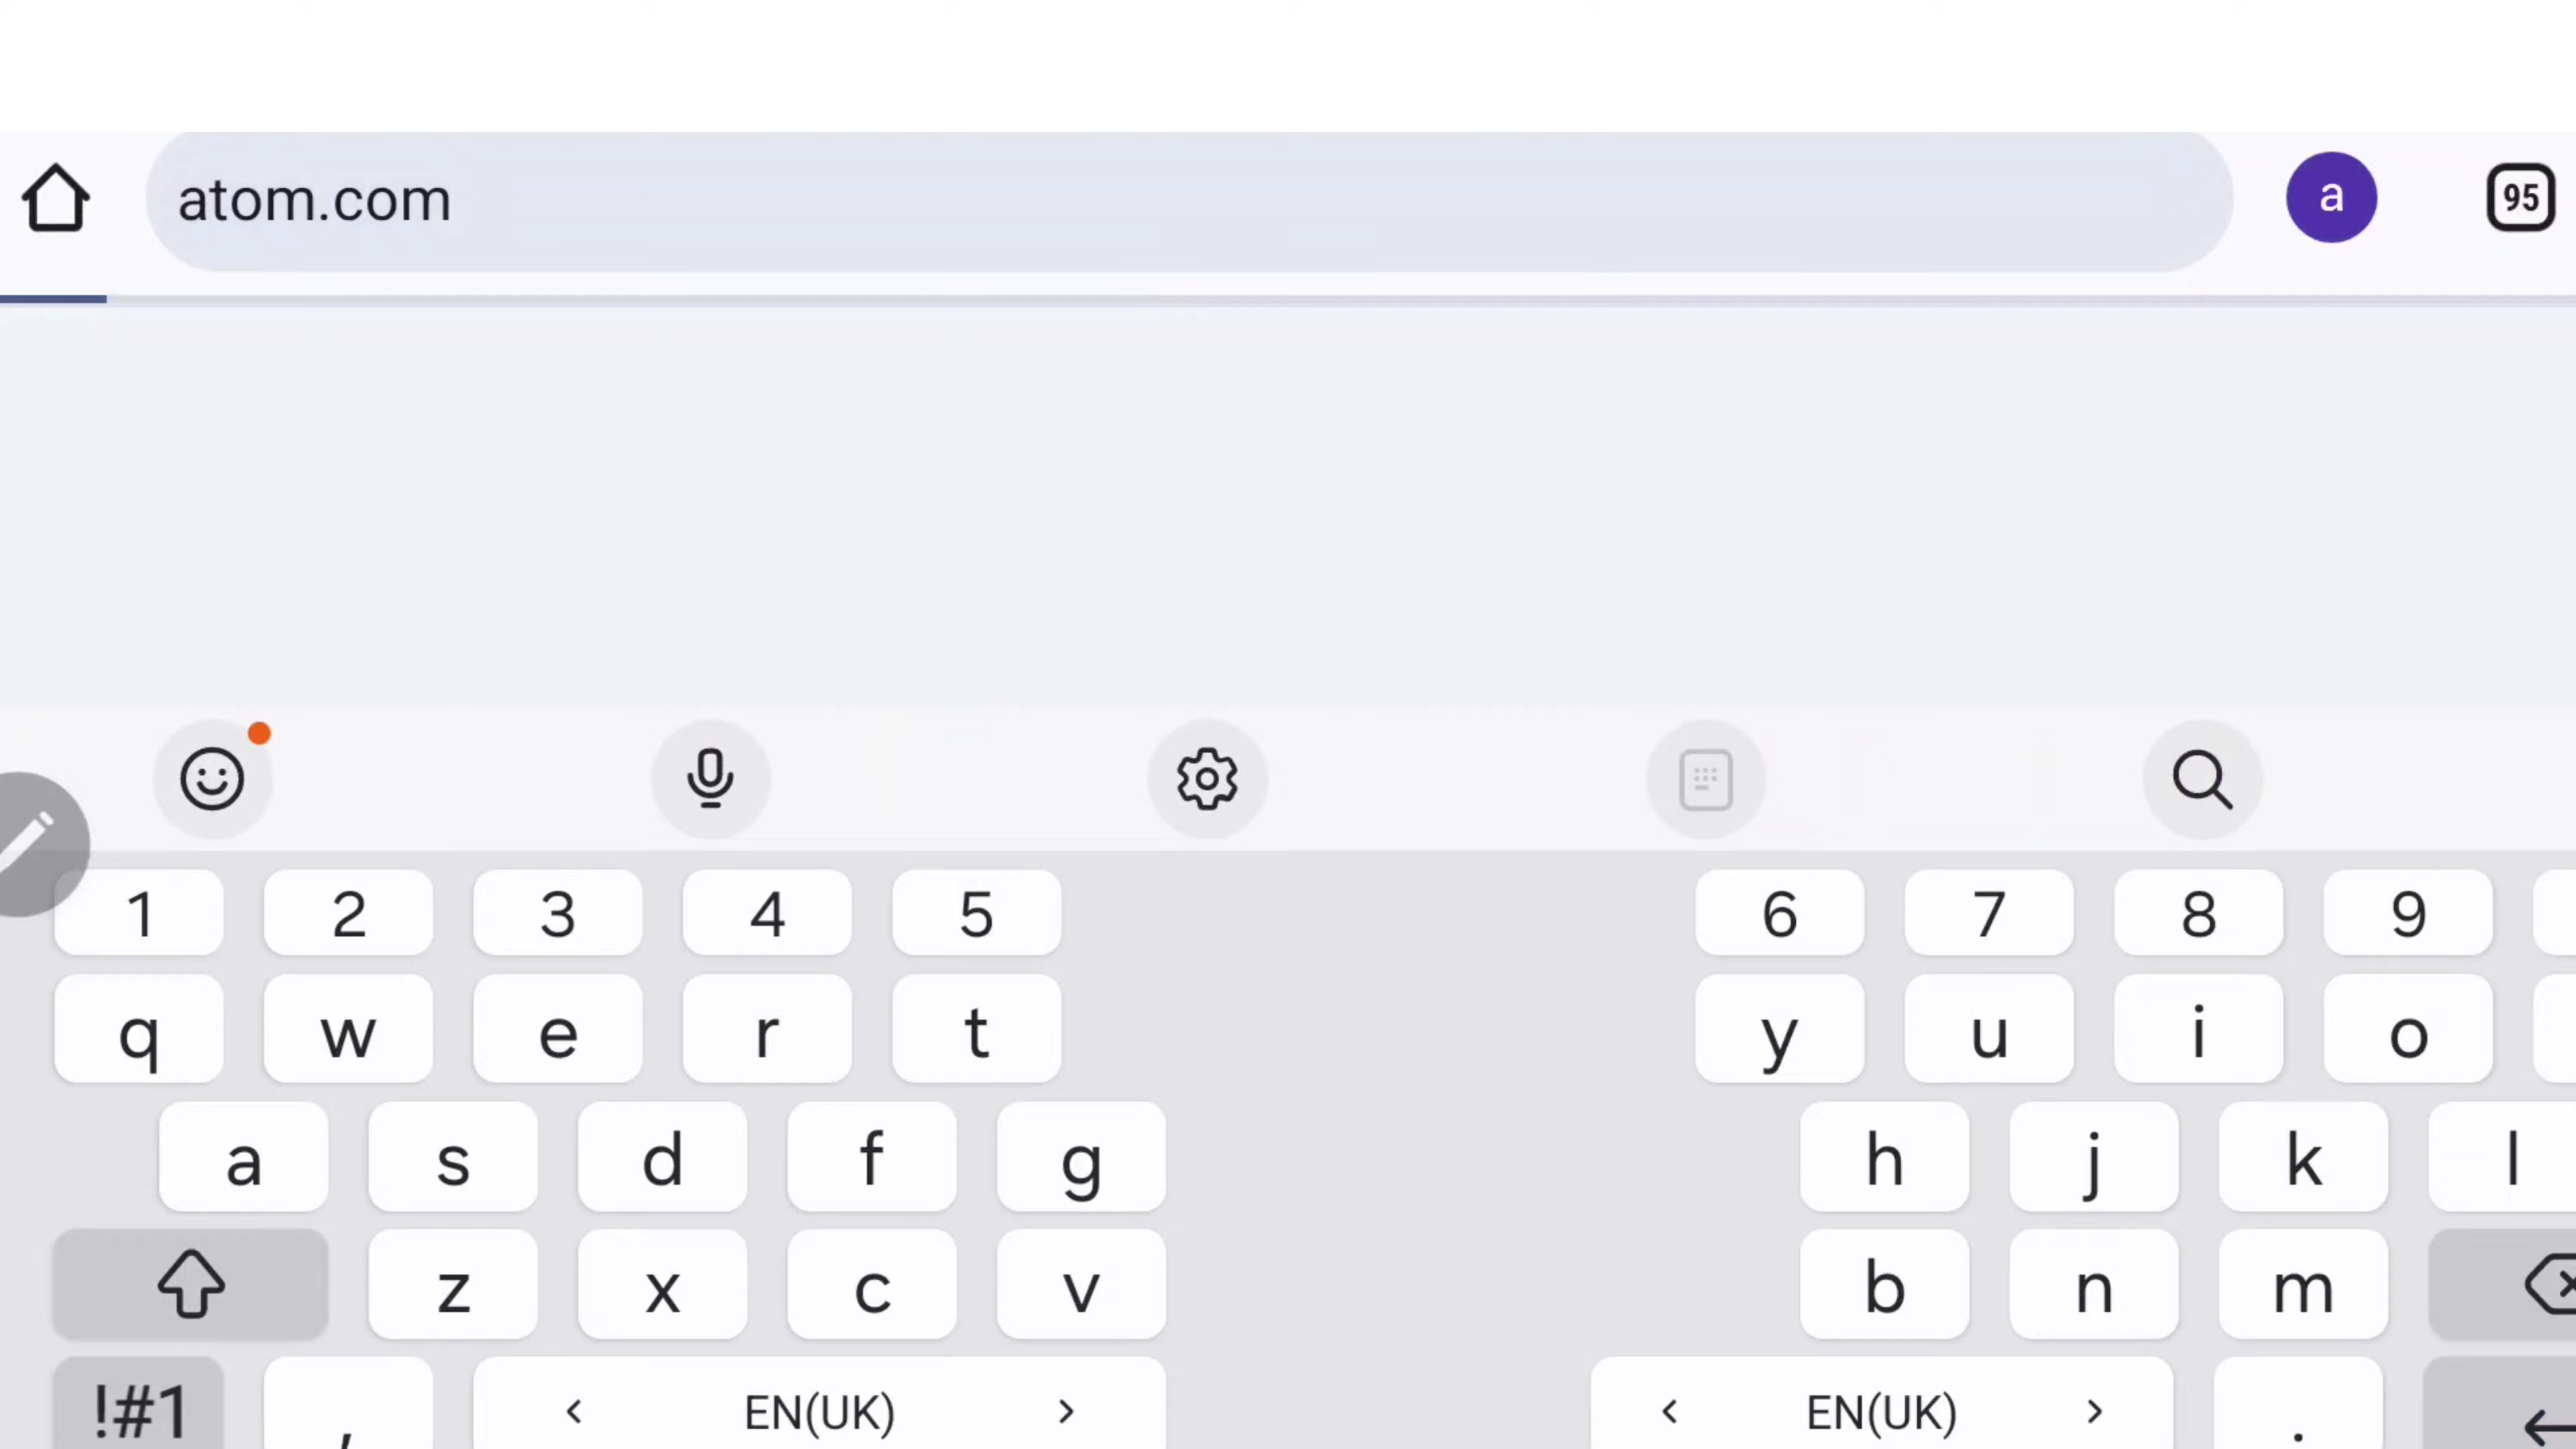 atom.com
a
95
1 2 3 4 5 6 7 8 9
q w e r t y u i o
a s d f g h j k l
z x c v b n m
!#1 , < EN(UK) > < EN(UK) > .